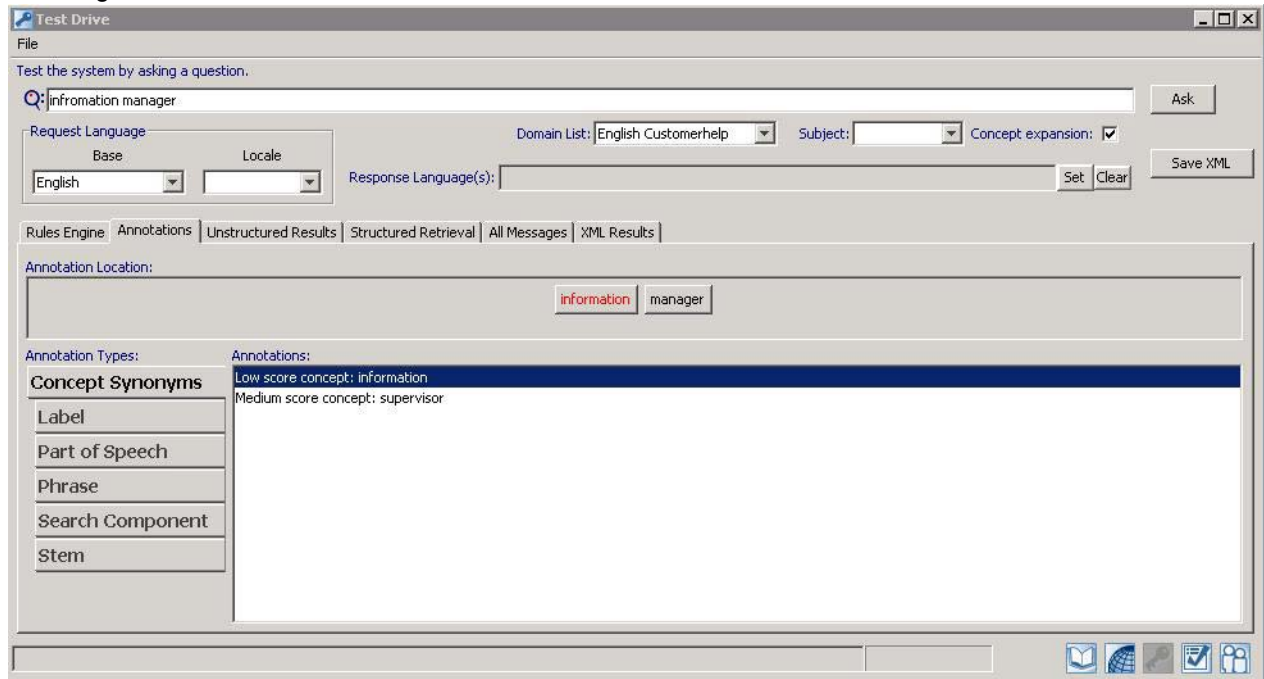 Test Drive
File
Test the system by asking a question.
Q: infromation manager
Ask
Request Language
Domain List: English Customerhelp Subject: Concept expansion:
Base Locale
Save XML
English
Response Language(s): Set Clear
Rules Engine Annotations Unstructured Results Structured Retrieval All Messages XML Results
Annotation Location:
information manager
Annotation Types: Annotations:
Concept Synonyms
Low score concept: information
Medium score concept: supervisor
Label
Part of Speech
Phrase
Search Component
Stem